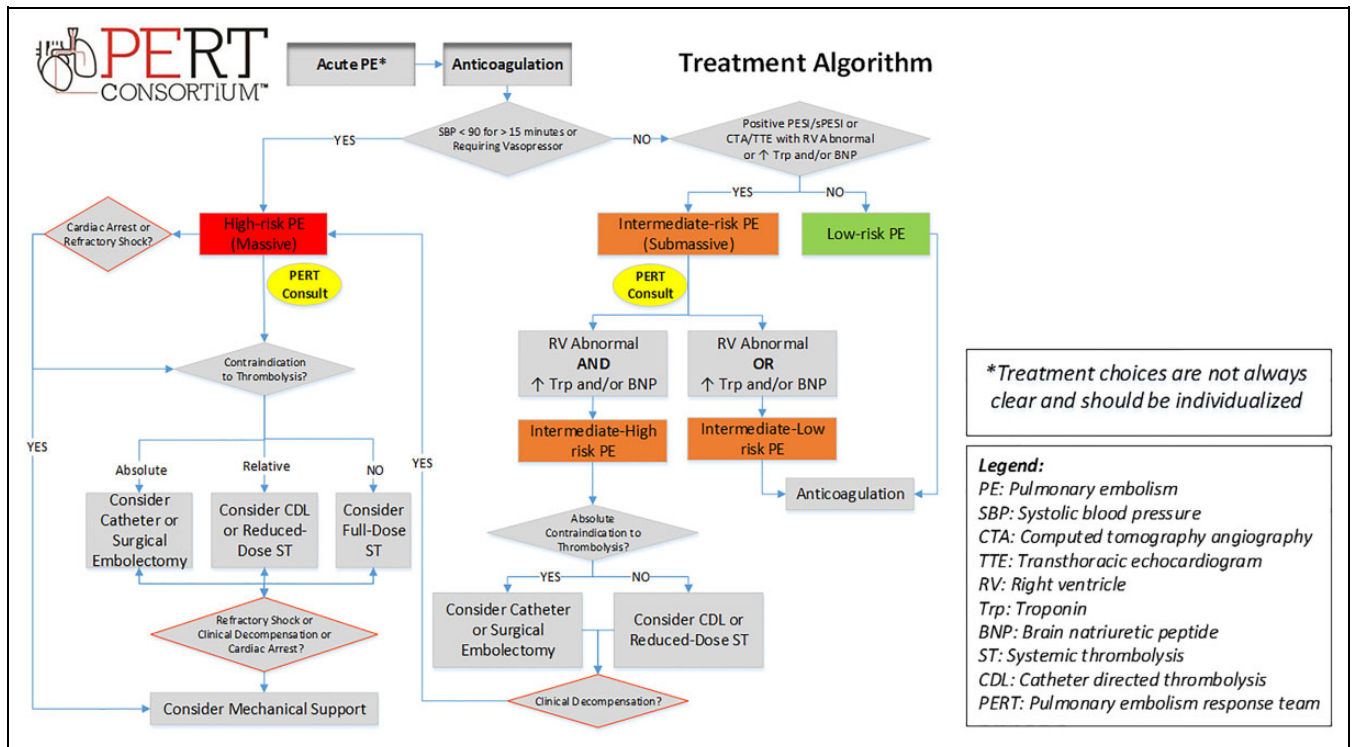 PERT
CONSORTIUM™
Acute PE*
Anticoagulation
Treatment Algorithm
SBP < 90 for > 15 minutes or
Requiring Vasopressor
YES
NO
Positive PESI/sPESI or
CTA/TTE with RV Abnormal
or ↑ Trp and/or BNP
YES
NO
Cardiac Arrest or
Refractory Shock?
High-risk PE
(Massive)
Intermediate-risk PE
(Submassive)
Low-risk PE
PERT
Consult
PERT
Consult
Contraindication
to Thrombolysis?
RV Abnormal
AND
↑ Trp and/or BNP
RV Abnormal
OR
↑ Trp and/or BNP
Intermediate-High
risk PE
Intermediate-Low
risk PE
Anticoagulation
YES
YES
Absolute
Relative
NO
Consider
Catheter or
Surgical
Embolectomy
Consider CDL
or Reduced-
Dose ST
Consider
Full-Dose
ST
Absolute
Contraindication to
Thrombolysis?
YES
NO
Consider Catheter
or Surgical
Embolectomy
Consider CDL or
Reduced-Dose ST
Refractory Shock or
Clinical Decompensation or
Cardiac Arrest?
Clinical Decompensation?
Consider Mechanical Support
*Treatment choices are not always
clear and should be individualized
Legend:
PE: Pulmonary embolism
SBP: Systolic blood pressure
CTA: Computed tomography angiography
TTE: Transthoracic echocardiogram
RV: Right ventricle
Trp: Troponin
BNP: Brain natriuretic peptide
ST: Systemic thrombolysis
CDL: Catheter directed thrombolysis
PERT: Pulmonary embolism response team